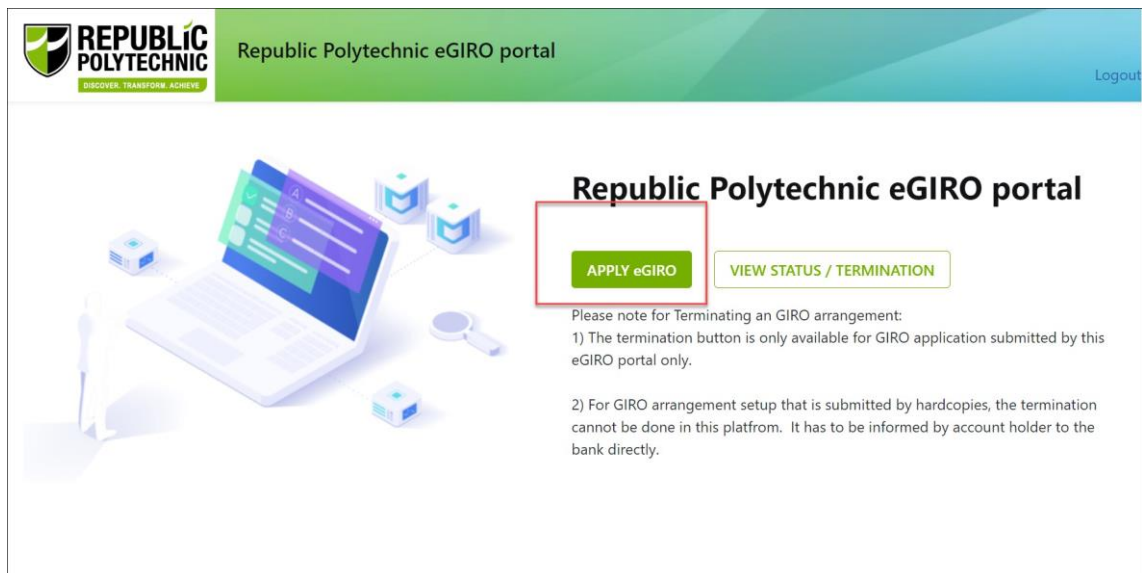 REPUBLIC
POLYTECHNIC
DISCOVER. TRANSFORM. ACHIEVE
Republic Polytechnic eGIRO portal
Logout
A
B
C
Republic Polytechnic eGIRO portal
APPLY eGIRO
VIEW STATUS / TERMINATION
Please note for Terminating an GIRO arrangement:
1) The termination button is only available for GIRO application submitted by this
eGIRO portal only.
2) For GIRO arrangement setup that is submitted by hardcopies, the termination
cannot be done in this platfrom. It has to be informed by account holder to the
bank directly.